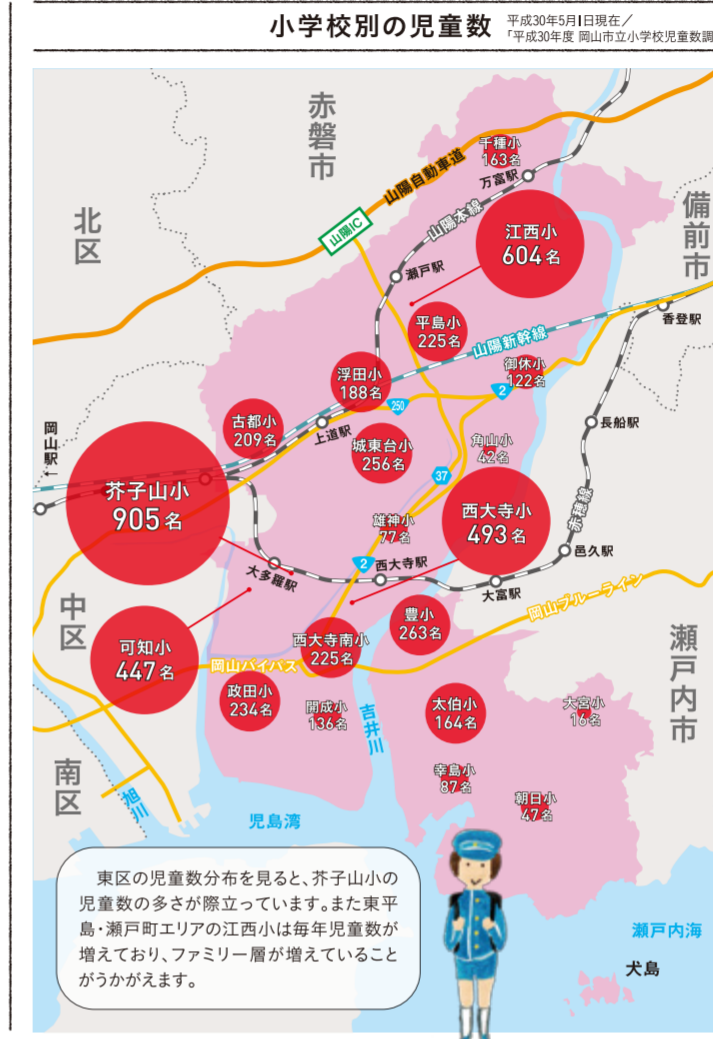 小学校別の児童数
平成30年5月1日現在／
「平成30年度 岡山市立小学校児童数調
赤磐市
千種小
163名
山陽自動車道
万富駅
北区
山陽IC
山陽本線
江西小
604名
備前市
瀬戸駅
平島小
225名
山陽新幹線
香登駅
浮田小
188名
御休小
122名
2
250
古都小
209名
上道駅
岡山駅
←
城東台小
256名
角山小
42名
長船駅
37
芥子山小
905名
西大寺小
493名
赤穂線
雄神小
77名
2
西大寺駅
邑久駅
大多羅駅
大富駅
岡山ブルーライン
中区
可知小
447名
西大寺南小
225名
豊小
263名
岡山バイパス
瀬戸内市
政田小
234名
開成小
136名
吉井川
太伯小
164名
大宮小
16名
南区
旭川
幸島小
87名
朝日小
47名
児島湾
東区の児童数分布を見ると、芥子山小の
児童数の多さが際立っています。また東平
島・瀬戸町エリアの江西小は毎年児童数が
増えており、ファミリー層が増えていること
がうかがえます。
瀬戸内海
犬島